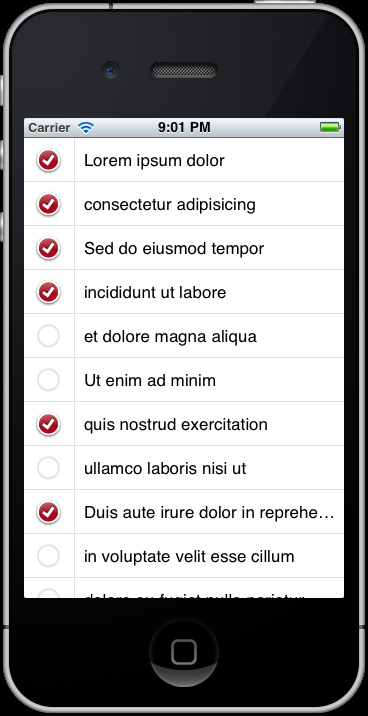 Carrier 9:01 PM
Lorem ipsum dolor
consectetur adipisicing
Sed do eiusmod tempor
incididunt ut labore
et dolore magna aliqua
Ut enim ad minim
quis nostrud exercitation
ullamco laboris nisi ut
Duis aute irure dolor in reprehe…
in voluptate velit esse cillum